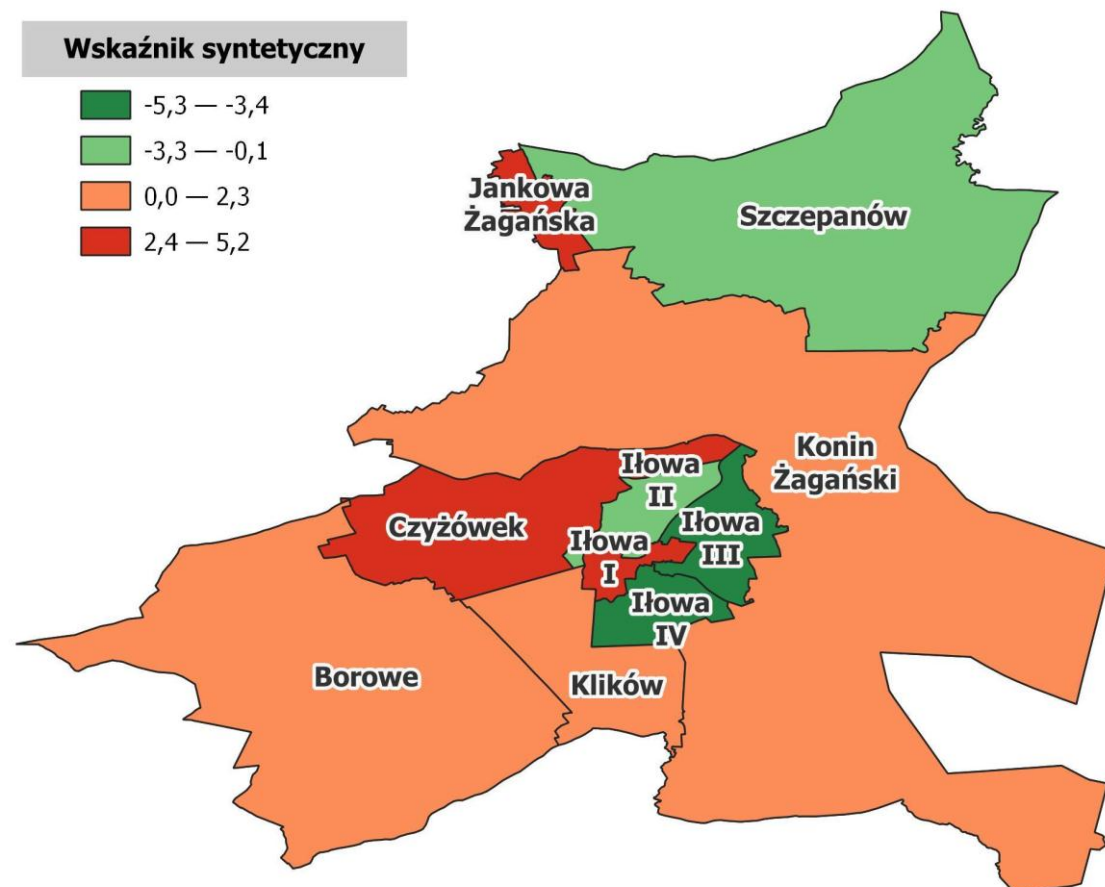 Wskaźnik syntetyczny
-5,3 — -3,4
-3,3 — -0,1
0,0 — 2,3
2,4 — 5,2
Jankowa
Żagańska
Szczepanów
Konin
Żagański
Iłowa
II
Czyżówek
Iłowa
III
Iłowa
I
Iłowa
IV
Borowe
Klików